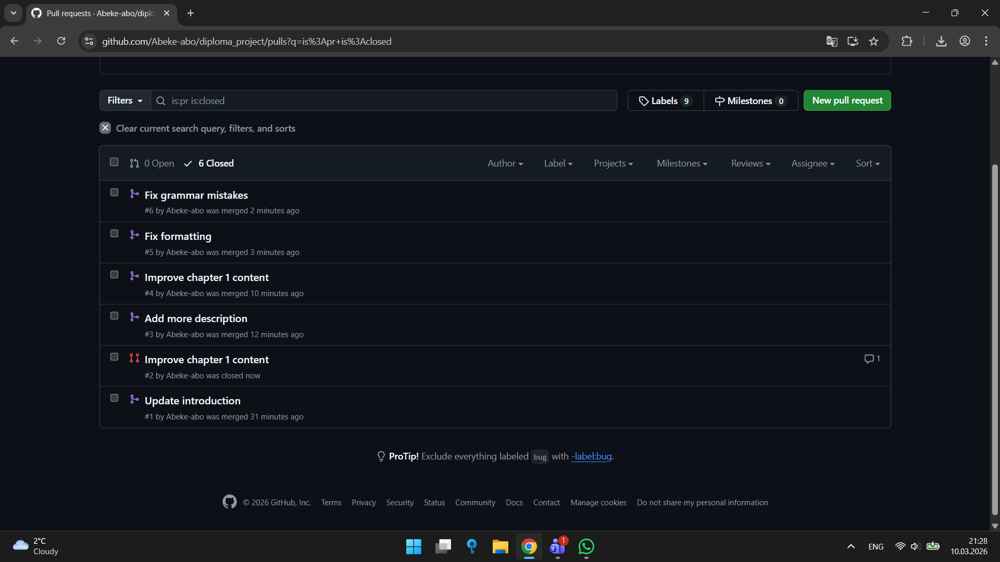 Pull requests · Abeke-abo/diplo
github.com/Abeke-abo/diploma_project/pulls?q=is%3Apr+is%3Aclosed
Filters
is:pr is:closed
Labels 9
Milestones 0
New pull request
Clear current search query, filters, and sorts
0 Open
6 Closed
Author
Label
Projects
Milestones
Reviews
Assignee
Sort
Fix grammar mistakes
#6 by Abeke-abo was merged 2 minutes ago
Fix formatting
#5 by Abeke-abo was merged 3 minutes ago
Improve chapter 1 content
#4 by Abeke-abo was merged 10 minutes ago
Add more description
#3 by Abeke-abo was merged 12 minutes ago
Improve chapter 1 content
1
#2 by Abeke-abo was closed now
Update introduction
#1 by Abeke-abo was merged 31 minutes ago
ProTip! Exclude everything labeled bug with -label:bug.
© 2026 GitHub, Inc. Terms Privacy Security Status Community Docs Contact Manage cookies Do not share my personal information
2°C
Cloudy
1
T
ENG
21:28
10.03.2026